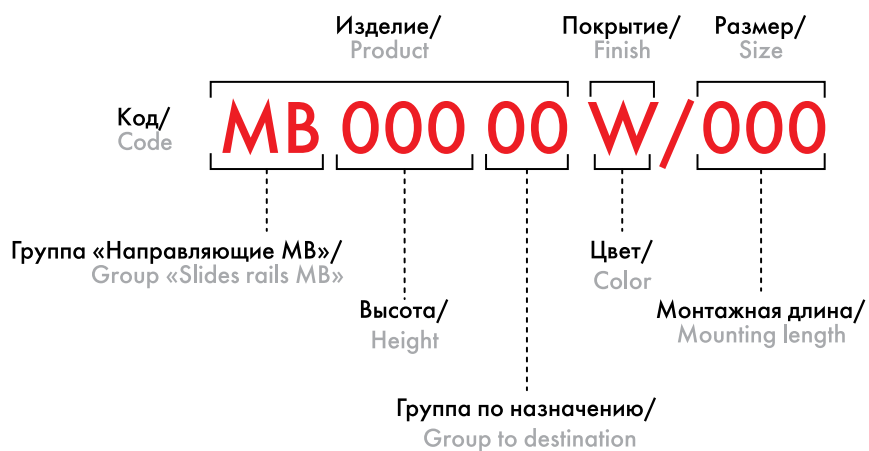 Изделие/
Product
Покрытие/
Finish
Размер/
Size
Код/
Code
MB 000 00 W/000
Группа «Направляющие МВ»/
Group «Slides rails MB»
Цвет/
Color
Высота/
Height
Монтажная длина/
Mounting length
Группа по назначению/
Group to destination